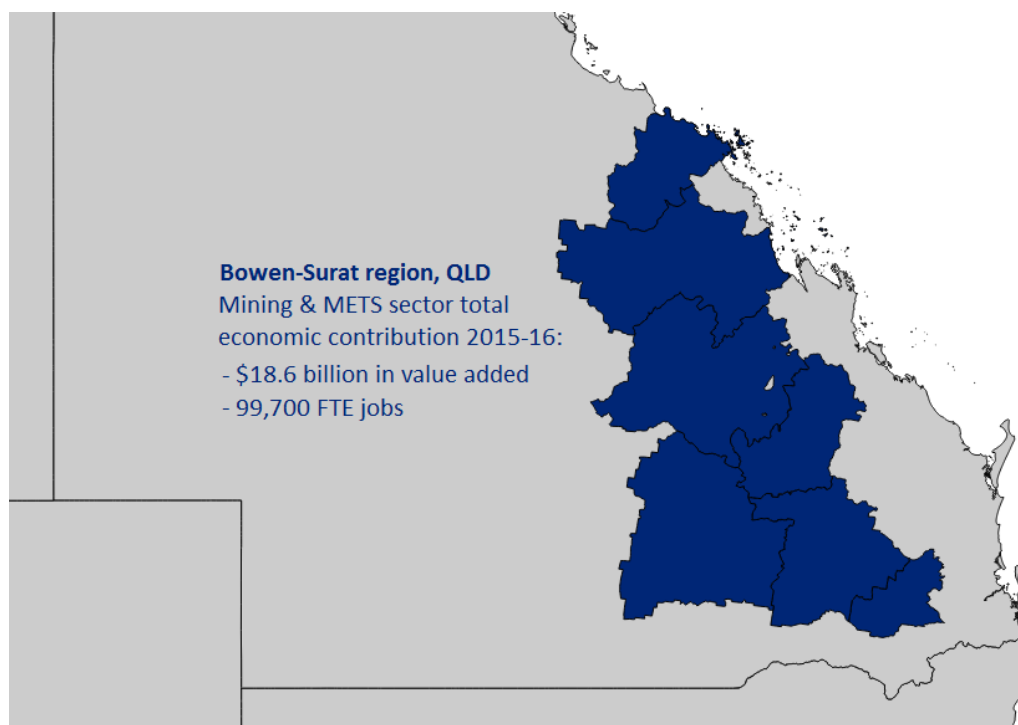 Bowen-Surat region, QLD
Mining & METS sector total
economic contribution 2015-16:
- $18.6 billion in value added
- 99,700 FTE jobs